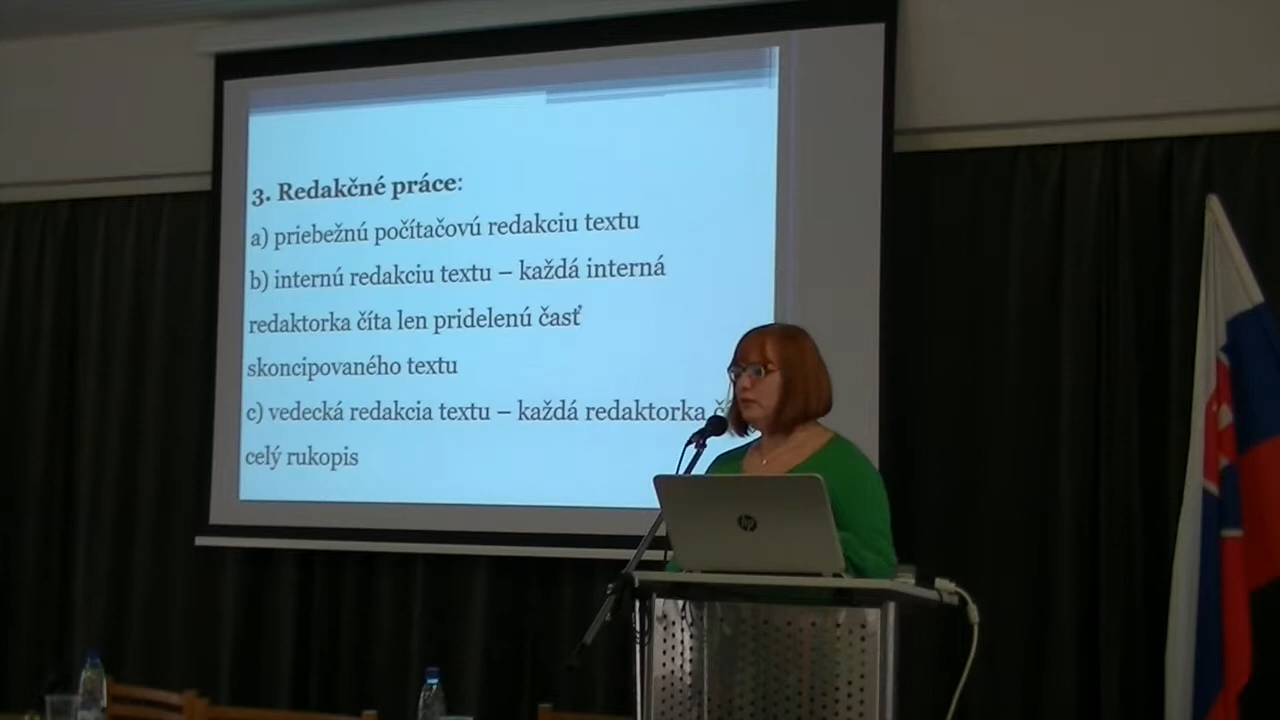 3. Redakčné práce:
a) priebežnú počítačovú redakciu textu
b) internú redakciu textu – každá interná
redaktorka číta len pridelenú časť
skoncipovaného textu
c) vedecká redakcia textu – každá redaktorka
celý rukopis
hp